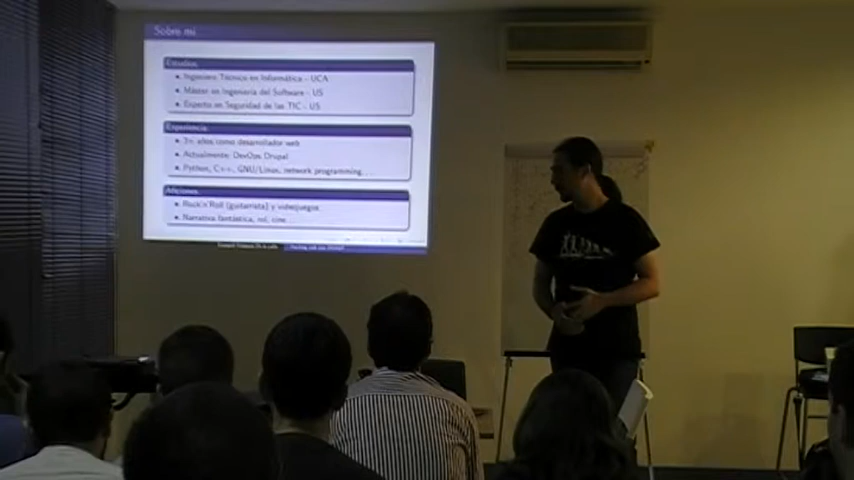 Sobre mí
Estudios
Ingeniero Técnico en Informática - UCA
Máster en Ingeniería del Software - US
Experto en Seguridad de las TIC - US
Experiencia
3+ años como desarrollador web
Actualmente: DevOps Drupal
Python, C++, GNU/Linux, network programming, ...
Aficiones
Rock'n'Roll (guitarrista) y videojuegos
Narrativa fantástica, rol, cine...